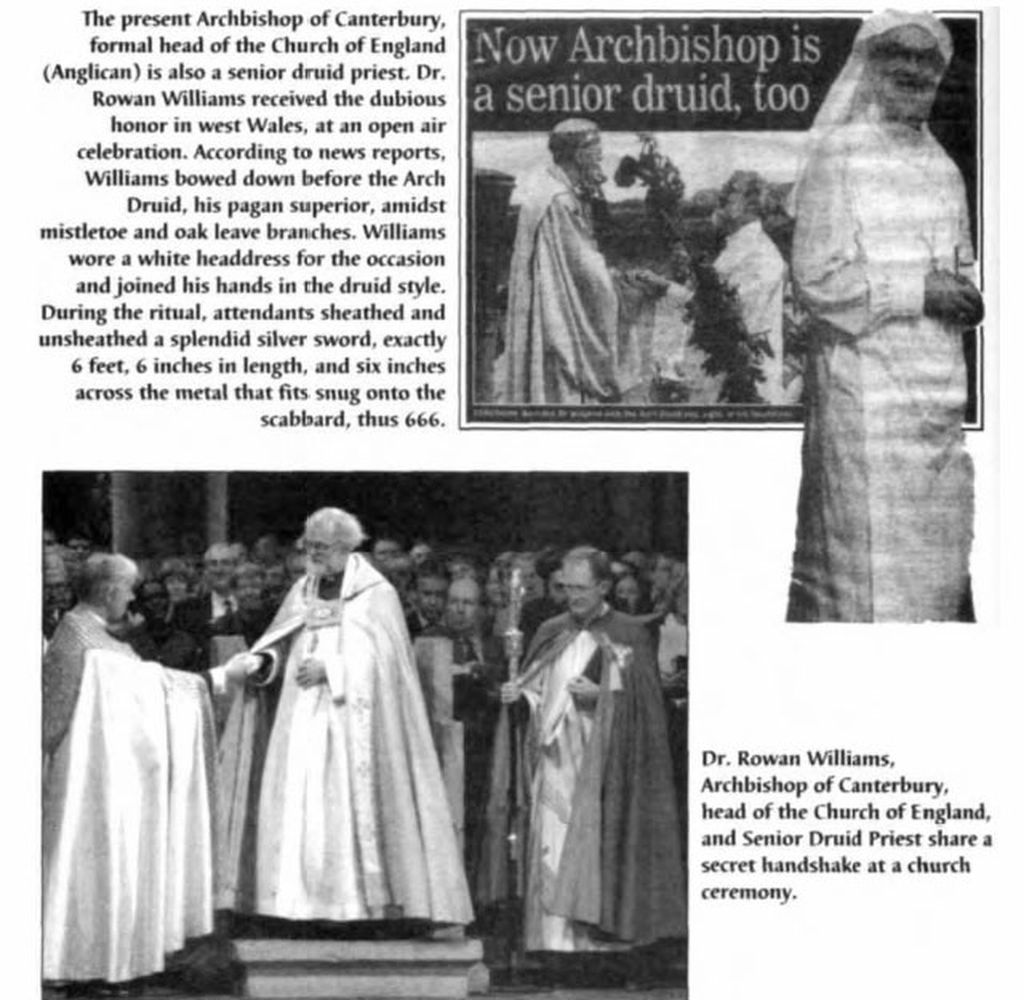 The present Archbishop of Canterbury,
formal head of the Church of England
(Anglican) is also a senior druid priest. Dr.
Rowan Williams received the dubious
honor in west Wales, at an open air
celebration. According to news reports,
Williams bowed down before the Arch
Druid, his pagan superior, amidst
mistletoe and oak leave branches. Williams
wore a white headdress for the occasion
and joined his hands in the druid style.
During the ritual, attendants sheathed and
unsheathed a splendid silver sword, exactly
6 feet, 6 inches in length, and six inches
across the metal that fits snug onto the
scabbard, thus 666.
Now Archbishop is
a senior druid, too
Dr. Rowan Williams,
Archbishop of Canterbury,
head of the Church of England,
and Senior Druid Priest share a
secret handshake at a church
ceremony.